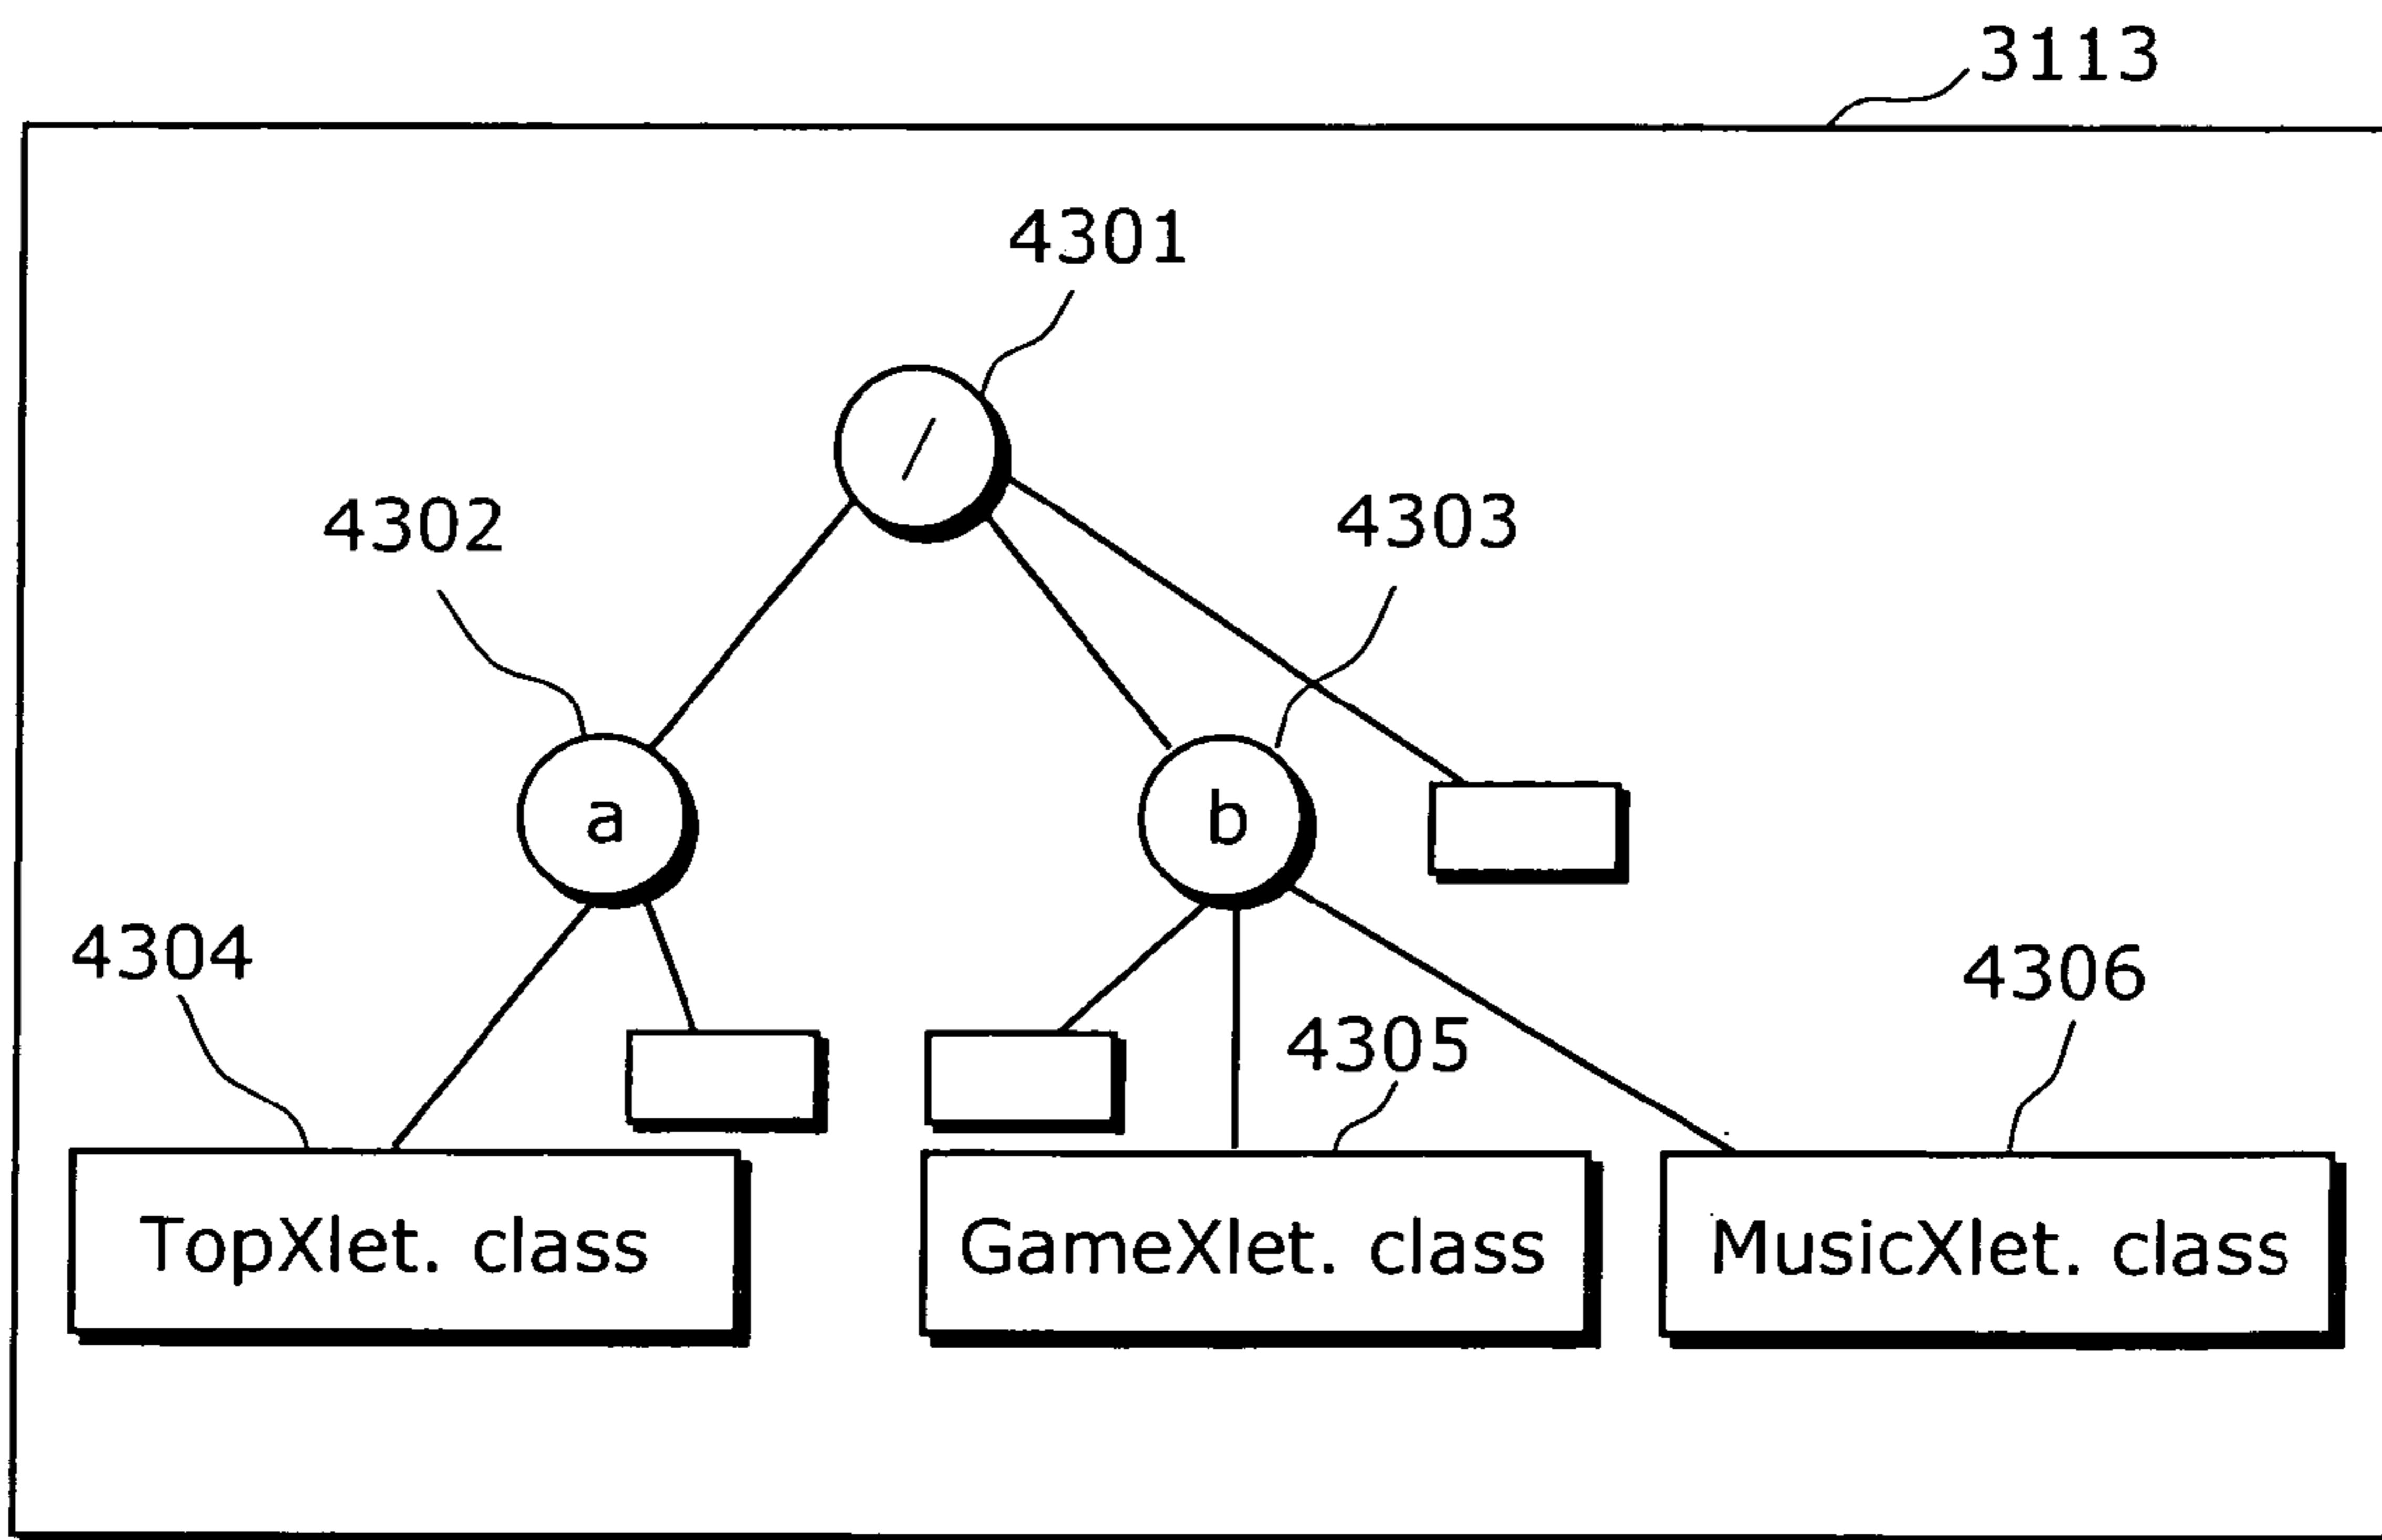 3113
4301
/
4302
4303
a
b
4304
4306
4305
TopXlet. class
GameXlet. class
MusicXlet. class